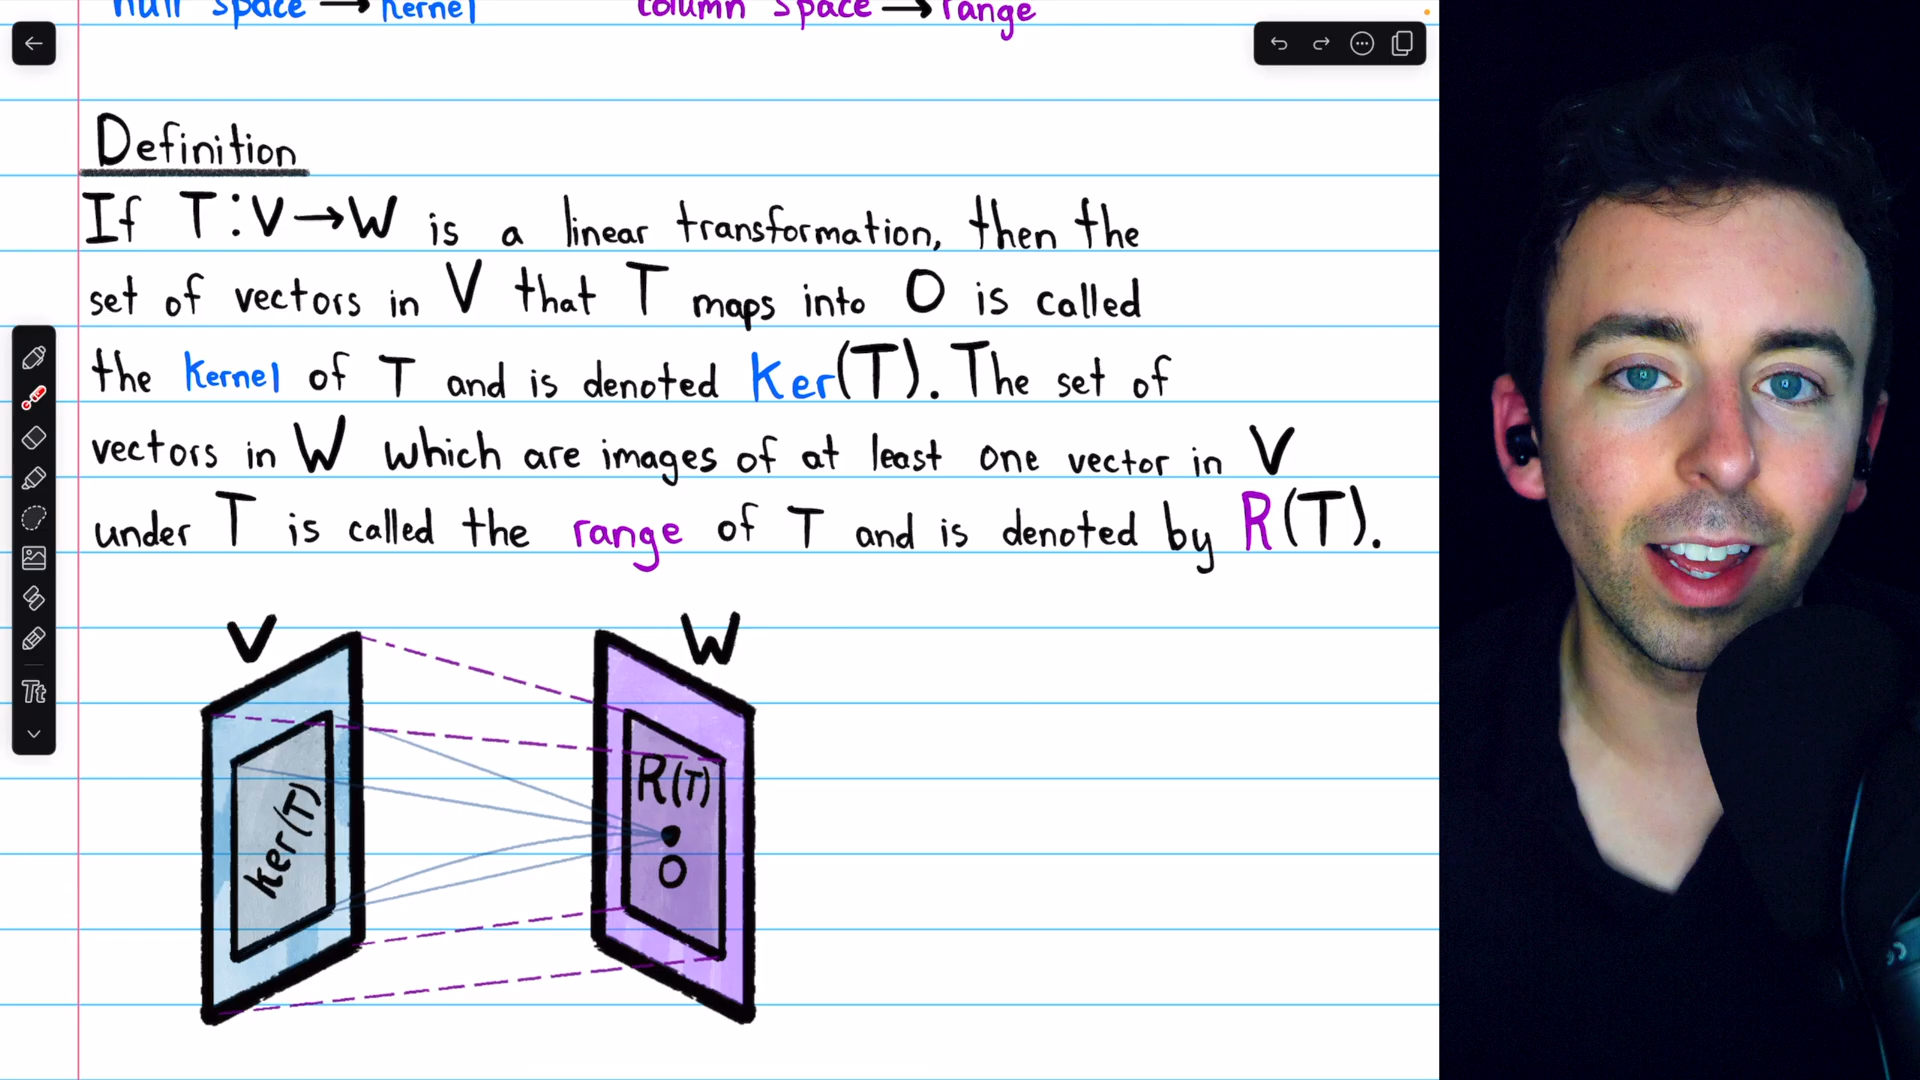 null space → kernel column space → range
Definition
If T:V→W is a linear transformation, then the
set of vectors in V that T maps into 0 is called
the kernel of T and is denoted Ker(T). The set of
vectors in W which are images of at least one vector in V
under T is called the range of T and is denoted by R(T).
V W
R(T)
ker(T)
0
Tt